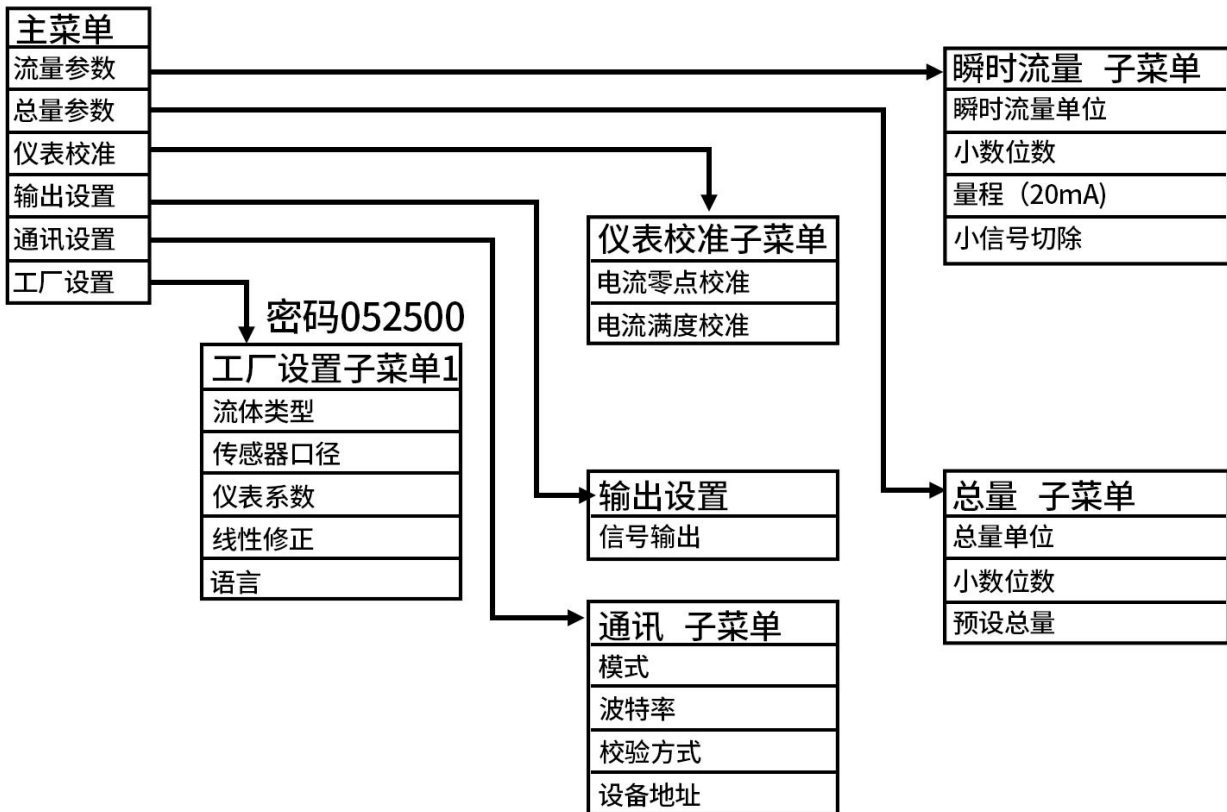 主菜单
流量参数
总量参数
仪表校准
输出设置
通讯设置
工厂设置
瞬时流量 子菜单
瞬时流量单位
小数位数
量程（20mA)
小信号切除
仪表校准子菜单
电流零点校准
电流满度校准
密码052500
工厂设置子菜单1
流体类型
传感器口径
仪表系数
线性修正
语言
输出设置
信号输出
总量 子菜单
总量单位
小数位数
预设总量
通讯 子菜单
模式
波特率
校验方式
设备地址